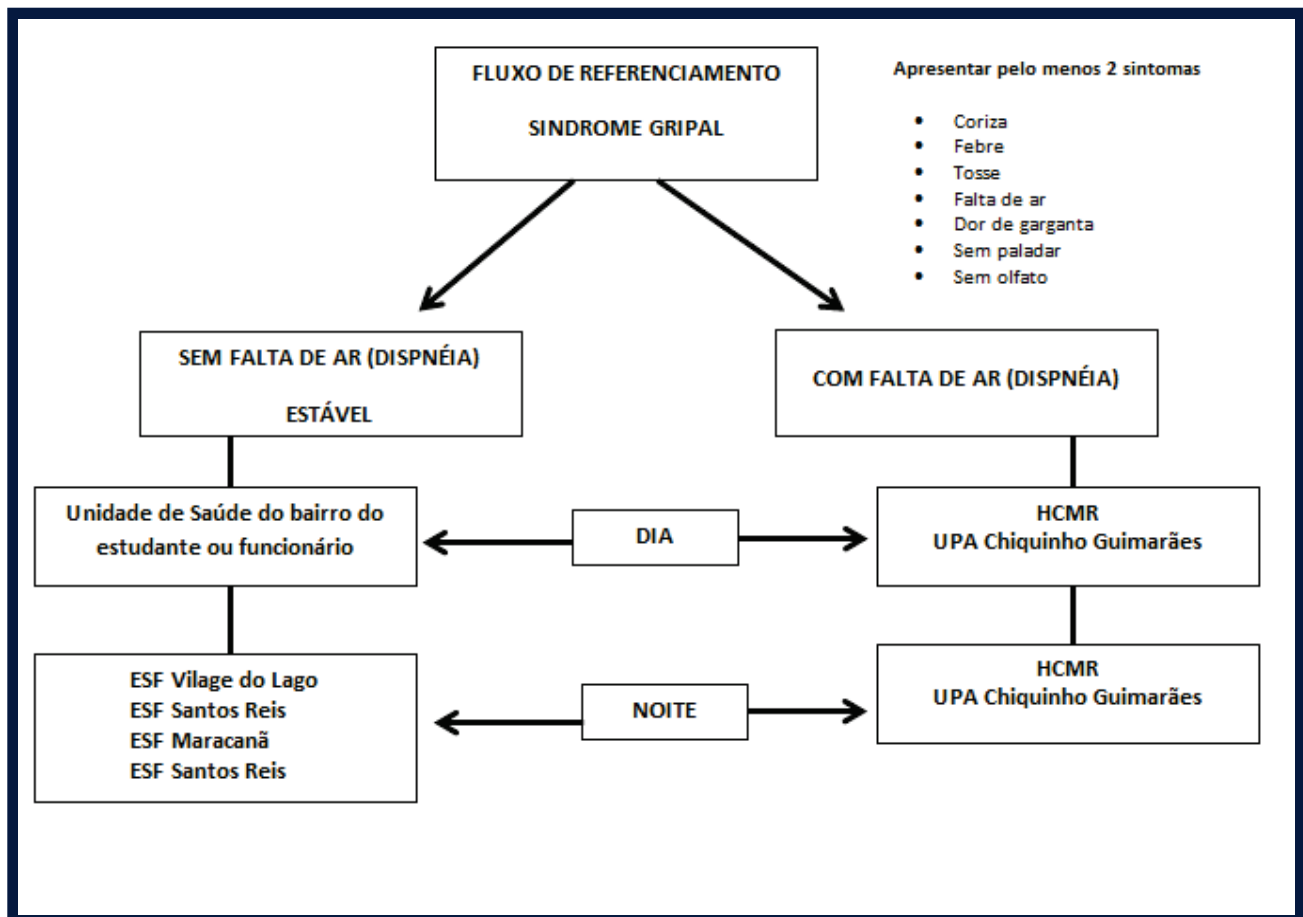 FLUXO DE REFERENCIAMENTO
SINDROME GRIPAL
Apresentar pelo menos 2 sintomas
• Coriza
• Febre
• Tosse
• Falta de ar
• Dor de garganta
• Sem paladar
• Sem olfato
SEM FALTA DE AR (DISPNÉIA)
ESTÁVEL
COM FALTA DE AR (DISPNÉIA)
Unidade de Saúde do bairro do
estudante ou funcionário
DIA
HCMR
UPA Chiquinho Guimarães
ESF Vilage do Lago
ESF Santos Reis
ESF Maracanã
ESF Santos Reis
NOITE
HCMR
UPA Chiquinho Guimarães